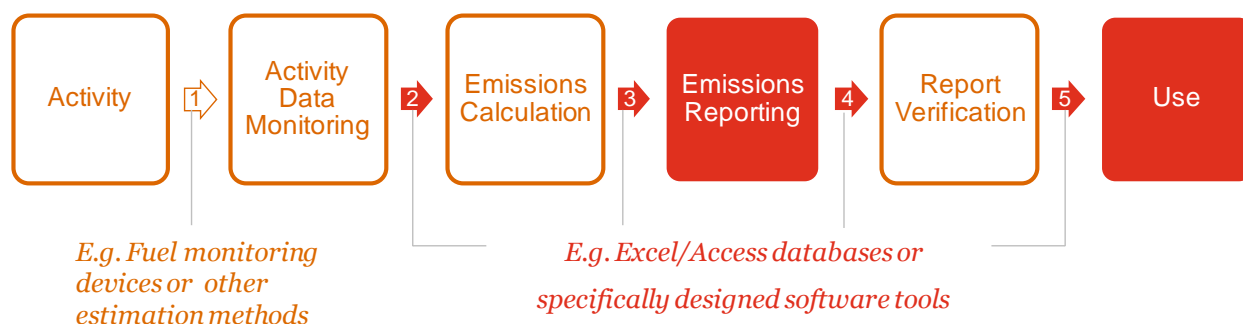 Activity
1
Activity
Data
Monitoring
2
Emissions
Calculation
3
Emissions
Reporting
4
Report
Verification
5
Use
E.g. Fuel monitoring
devices or other
estimation methods
E.g. Excel/Access databases or
specifically designed software tools